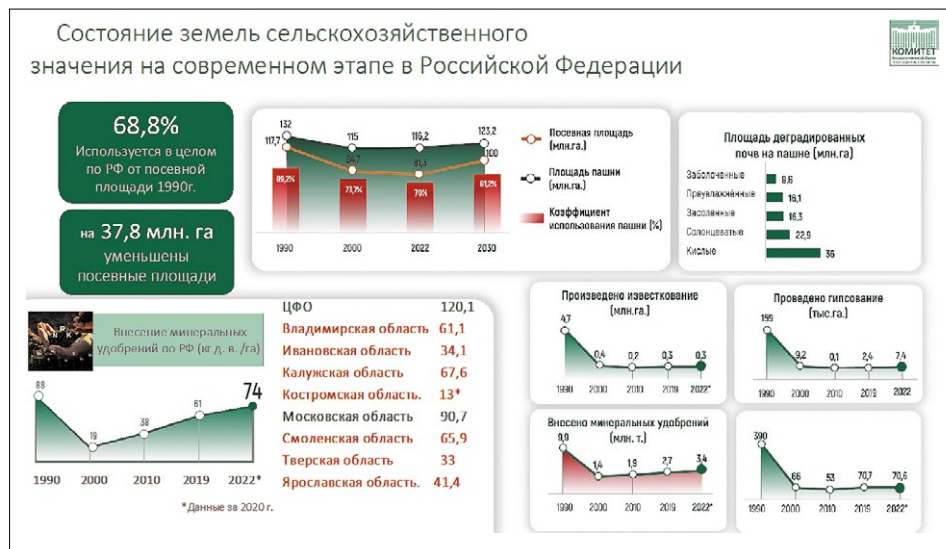 Состояние земель сельскохозяйственного
значения на современном этапе в Российской Федерации
КОМИТЕТ
68,8%
Используется в целом
по РФ от посевной
площади 1990г.
на 37,8 млн. га
уменьшены
посевные площади
132
117,7
115
116,2
123,2
100
89,2%
73,7%
70%
81,2%
1990
2000
2022
2030
Посевная площадь
(млн.га.)
Площадь пашни
(млн.га.)
Коэффициент
использования пашни (%)
Площадь деградированных
почв на пашне (млн.га)
Заболоченные 9,6
Преувлажнённые 16,1
Засоленные 16,3
Солонцеватые 22,9
Кислые 36
Внесение минеральных
удобрений по РФ (кг д. в. /га)
88
19
38
61
74
1990 2000 2010 2019 2022*
*Данные за 2020 г.
ЦФО 120,1
Владимирская область 61,1
Ивановская область 34,1
Калужская область 67,6
Костромская область. 13*
Московская область 90,7
Смоленская область 65,9
Тверская область 33
Ярославская область. 41,4
Произведено известкование
(млн.га.)
4,7
0,4 0,2 0,3 0,3
1990 2000 2010 2019 2022*
Проведено гипсование
(тыс.га.)
159
9,2 0,1 2,4 7,4
1990 2000 2010 2019 2022*
Внесено минеральных удобрений
(млн. т.)
9,9
1,4 1,9 2,7 3,4
1990 2000 2010 2019 2022*
390
66 53 70,7 70,6
1990 2000 2010 2019 2022*